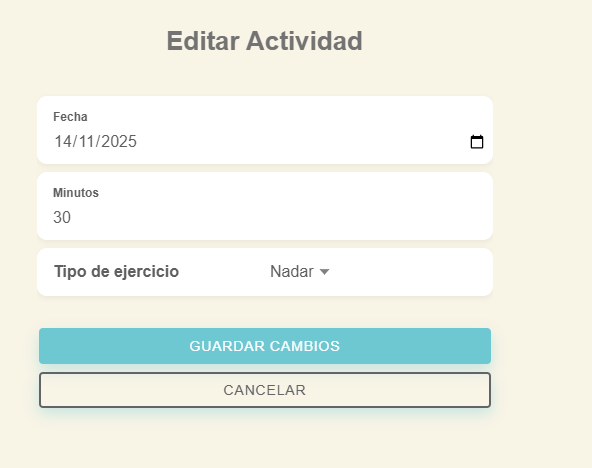 Editar Actividad
Fecha
14/11/2025
Minutos
30
Tipo de ejercicio Nadar
GUARDAR CAMBIOS
CANCELAR